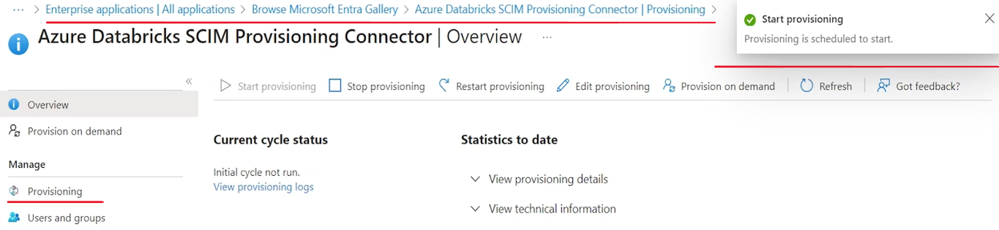 ··· > Enterprise applications | All applications > Browse Microsoft Entra Gallery > Azure Databricks SCIM Provisioning Connector | Provisioning >
Azure Databricks SCIM Provisioning Connector | Overview ···
Start provisioning
Provisioning is scheduled to start.
Start provisioning Stop provisioning Restart provisioning Edit provisioning Provision on demand Refresh Got feedback?
Overview
Provision on demand
Manage
Provisioning
Users and groups
Current cycle status
Initial cycle not run.
View provisioning logs
Statistics to date
View provisioning details
View technical information